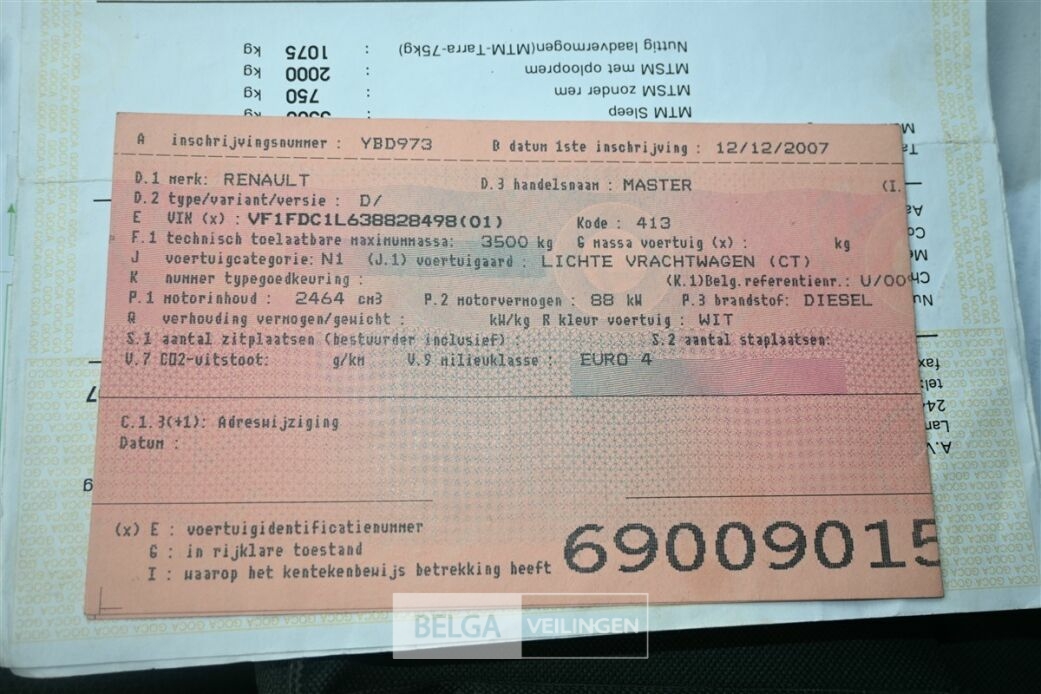 Nuttig laadvermogen(MTM-Tarra-75kg) : 1075 kg
MTSM met oplooprem : 2000 kg
MTSM zonder rem : 750 kg
MTM Sleep : 3500 kg
A inschrijvingsnummer : YBD973 B datum 1ste inschrijving : 12/12/2007
D.1 merk: RENAULT D.3 handelsnaam : MASTER (I.
D.2 type/variant/versie : D/
E VIN (x) : VF1FDC1L638828498(01) Kode : 413
F.1 technisch toelaatbare maximummassa: 3500 kg G massa voertuig (x) : kg
J voertuigcategorie: N1 (J.1) voertuigaard : LICHTE VRACHTWAGEN (CT)
K nummer typegoedkeuring : (K.1)Belg.referentienr.: U/009
P.1 motorinhoud : 2464 cm3 P.2 motorvermogen : 88 kW P.3 brandstof: DIESEL
Q verhouding vermogen/gewicht : kW/kg R kleur voertuig : WIT
S.1 aantal zitplaatsen (bestuurder inclusief) : S.2 aantal staplaatsen:
V.7 CO2-uitstoot: g/km V.9 milieuklasse : EURO 4
C.1.3(+1): Adreswijziging
Datum :
(x) E : voertuigidentificatienummer
G : in rijklare toestand
I : waarop het kentekenbewijs betrekking heeft
69009015
BELGA VEILINGEN